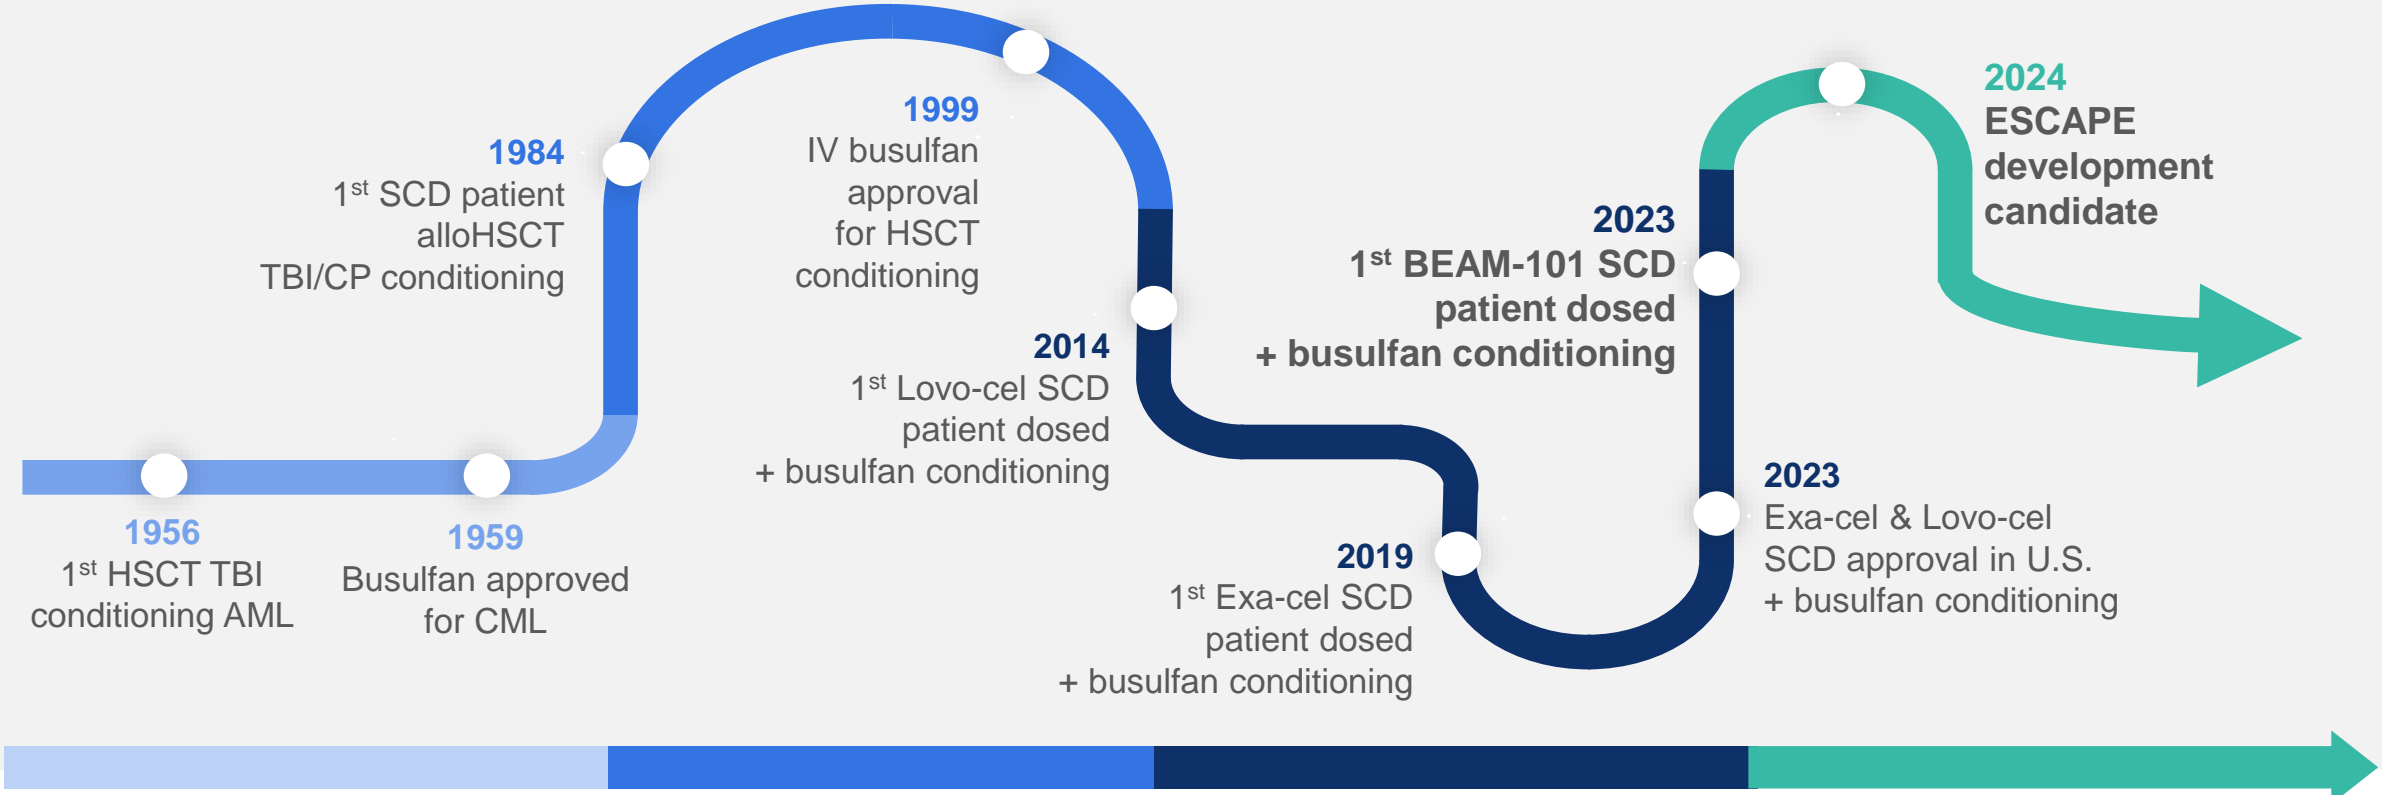 1956
1st HSCT TBI
conditioning AML
1959
Busulfan approved
for CML
1984
1st SCD patient
alloHSCT
TBI/CP conditioning
1999
IV busulfan
approval
for HSCT
conditioning
2014
1st Lovo-cel SCD
patient dosed
+ busulfan conditioning
2019
1st Exa-cel SCD
patient dosed
+ busulfan conditioning
2023
Exa-cel & Lovo-cel
SCD approval in U.S.
+ busulfan conditioning
2023
1st BEAM-101 SCD
patient dosed
+ busulfan conditioning
2024
ESCAPE
development
candidate